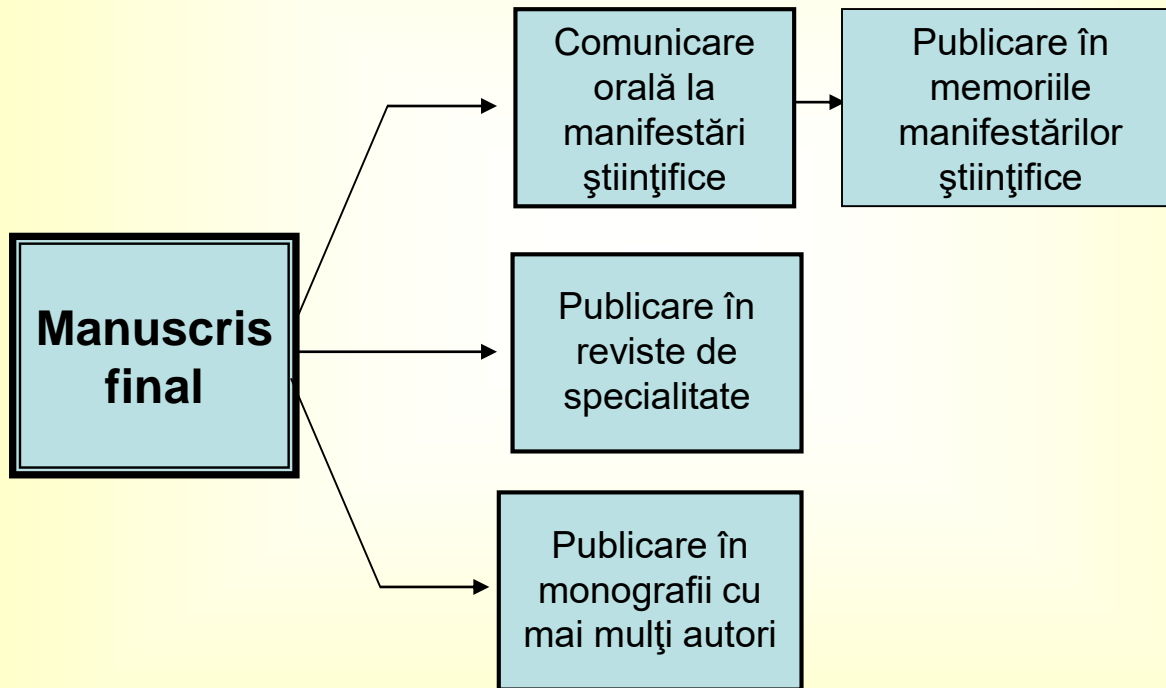 Manuscris
final
Comunicare
orală la
manifestări
ştiinţifice
Publicare în
memoriile
manifestărilor
ştiinţifice
Publicare în
reviste de
specialitate
Publicare în
monografii cu
mai mulţi autori